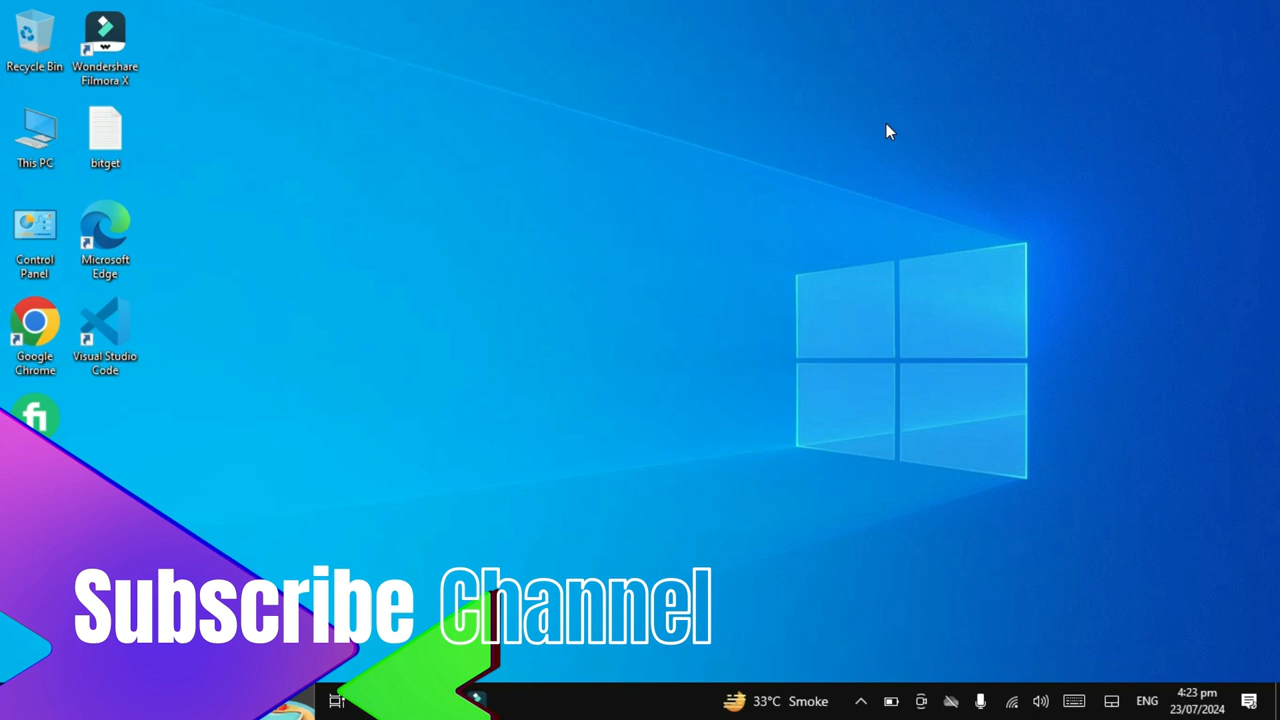 Recycle Bin
Wondershare
Filmora X
This PC
bitget
Control
Panel
Microsoft
Edge
Google
Chrome
Visual Studio
Code
fi
Subscribe Channel
33°C Smoke
ENG
4:23 pm
23/07/2024